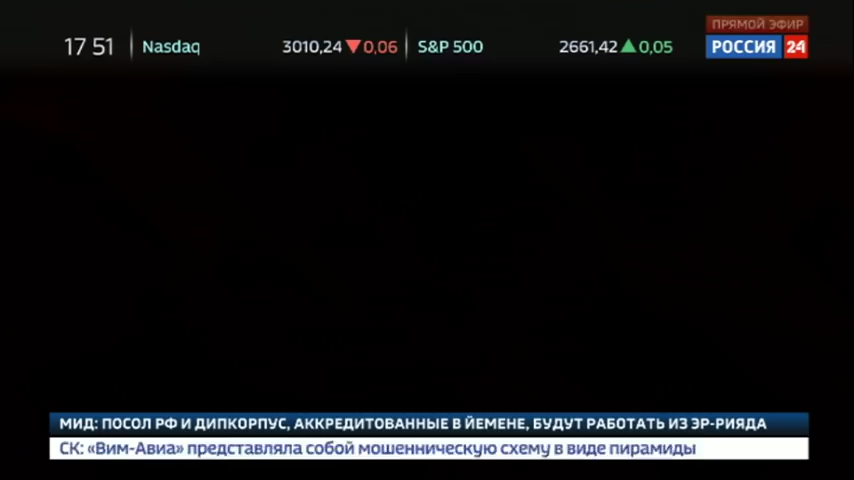 ПРЯМОЙ ЭФИР
17 51 Nasdaq 3010,24 ▼0,06 S&P 500 2661,42 ▲0,05 РОССИЯ 24
МИД: ПОСОЛ РФ И ДИПКОРПУС, АККРЕДИТОВАННЫЕ В ЙЕМЕНЕ, БУДУТ РАБОТАТЬ ИЗ ЭР-РИЯДА
СК: «Вим-Авиа» представляла собой мошенническую схему в виде пирамиды